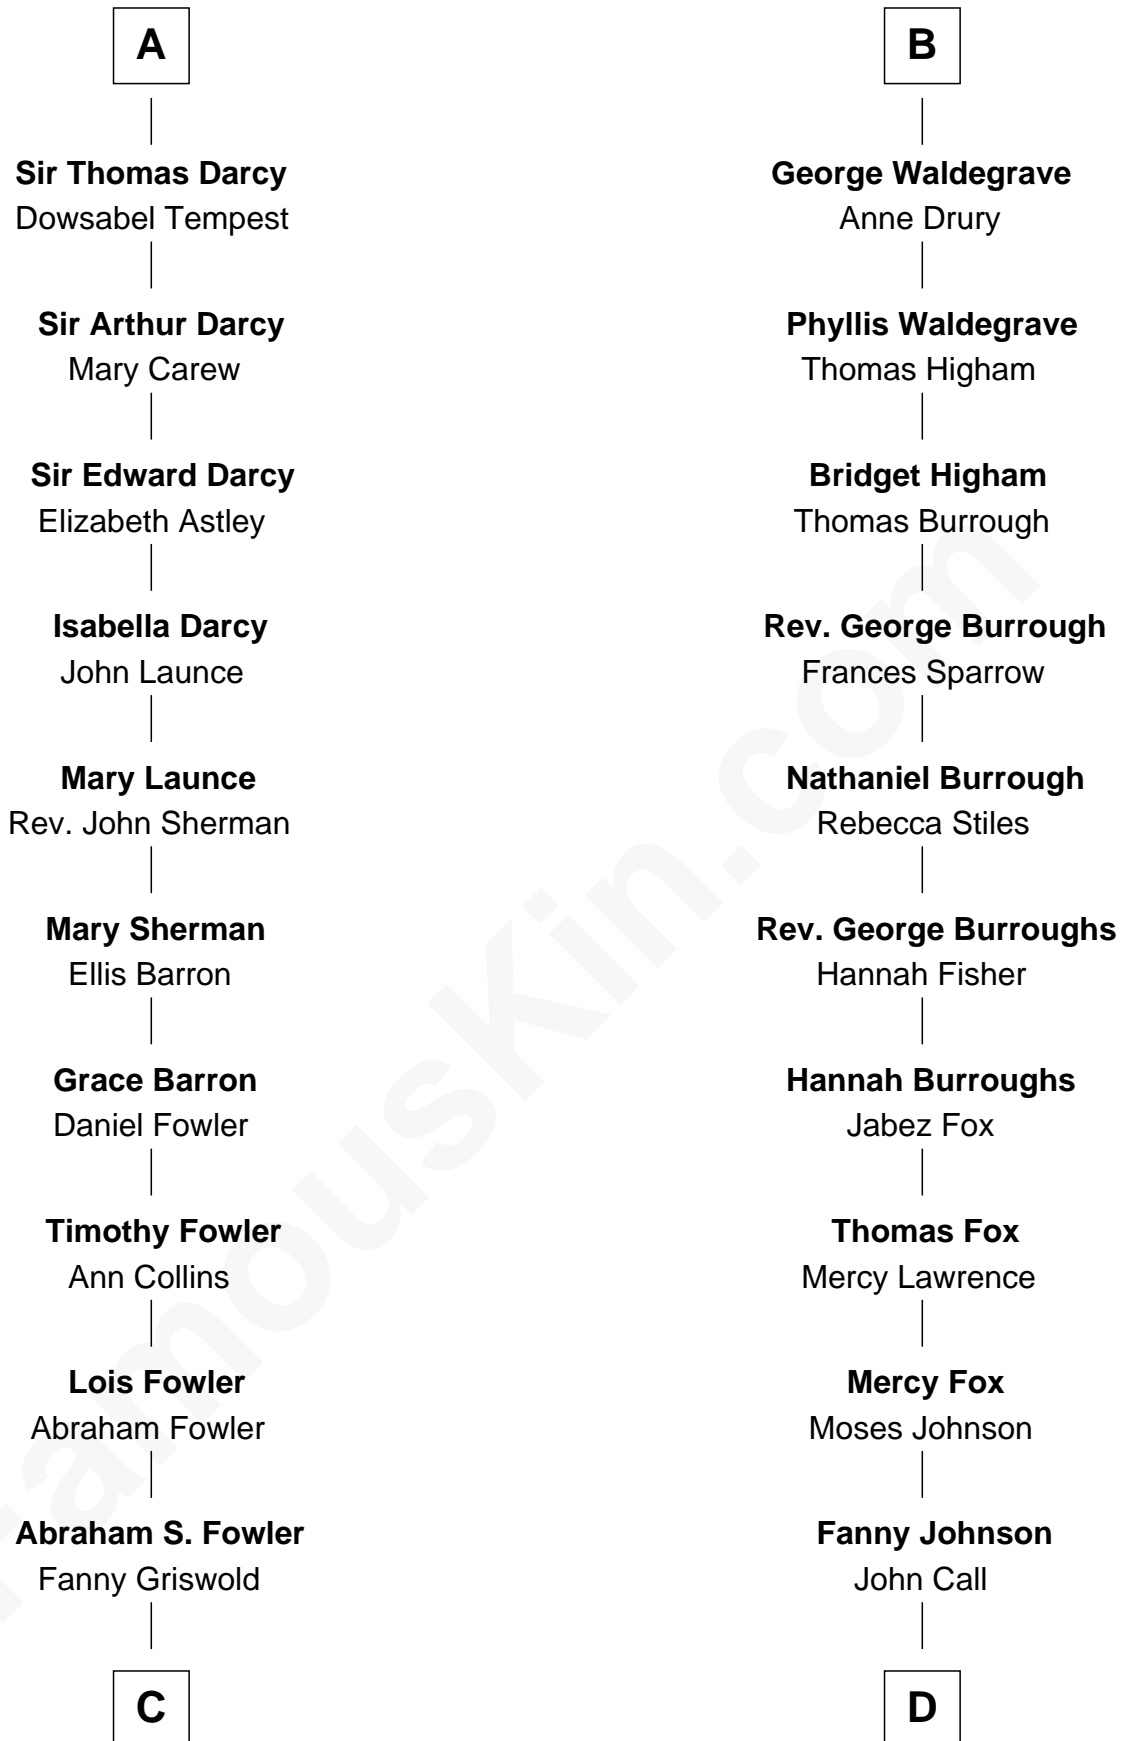 A
Sir Thomas Darcy
Dowsabel Tempest
Sir Arthur Darcy
Mary Carew
Sir Edward Darcy
Elizabeth Astley
Isabella Darcy
John Launce
Mary Launce
Rev. John Sherman
Mary Sherman
Ellis Barron
Grace Barron
Daniel Fowler
Timothy Fowler
Ann Collins
Lois Fowler
Abraham Fowler
Abraham S. Fowler
Fanny Griswold
C
B
George Waldegrave
Anne Drury
Phyllis Waldegrave
Thomas Higham
Bridget Higham
Thomas Burrough
Rev. George Burrough
Frances Sparrow
Nathaniel Burrough
Rebecca Stiles
Rev. George Burroughs
Hannah Fisher
Hannah Burroughs
Jabez Fox
Thomas Fox
Mercy Lawrence
Mercy Fox
Moses Johnson
Fanny Johnson
John Call
D
FamousKin.com